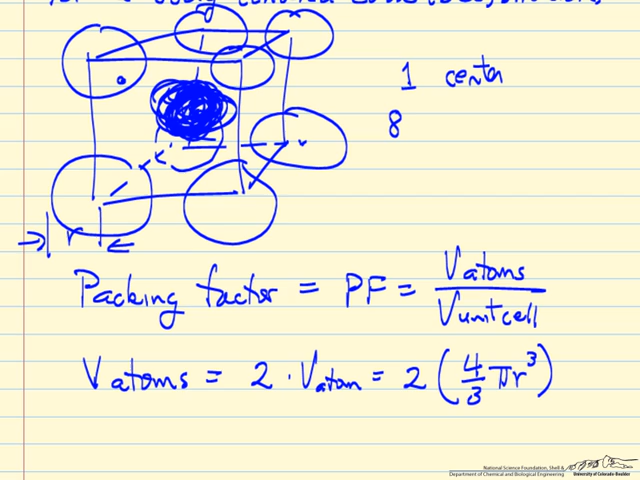 1 center
8
r
Packing factor = PF = Vatoms / Vunit cell
Vatoms = 2 · Vatom = 2 (4/3 πr³)
National Science Foundation, Shell &
Department of Chemical and Biological Engineering
University of Colorado Boulder